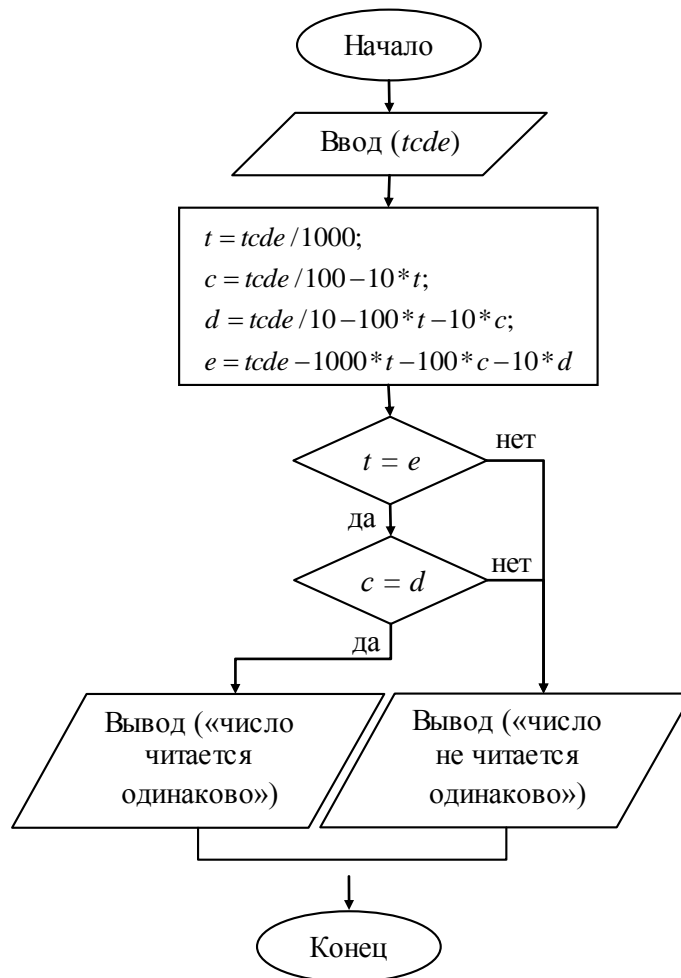 Начало
Ввод (tcde)
t = tcde /1000;
c = tcde /100 – 10 * t;
d = tcde /10 – 100 * t – 10 * c;
e = tcde – 1000 * t – 100 * c – 10 * d
t = e
нет
да
c = d
нет
да
Вывод («число
читается
одинаково»)
Вывод («число
не читается
одинаково»)
Конец